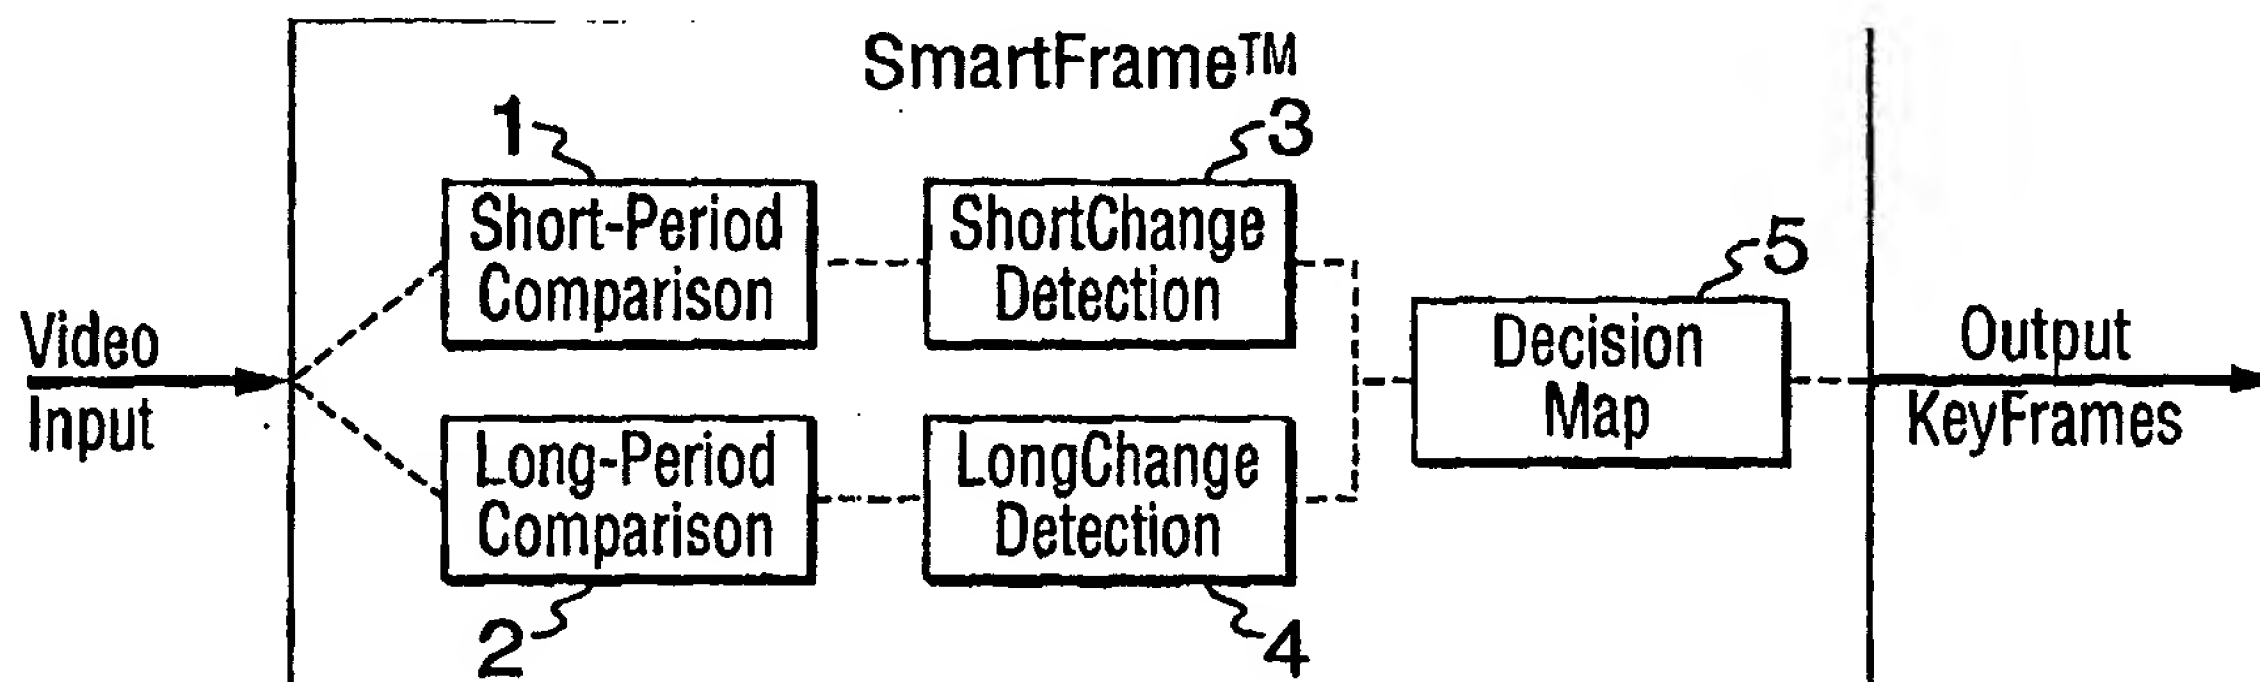 SmartFrame™
1
3
Short-Period
Comparison
ShortChange
Detection
5
Video
Input
Decision
Map
Output
KeyFrames
Long-Period
Comparison
LongChange
Detection
2
4